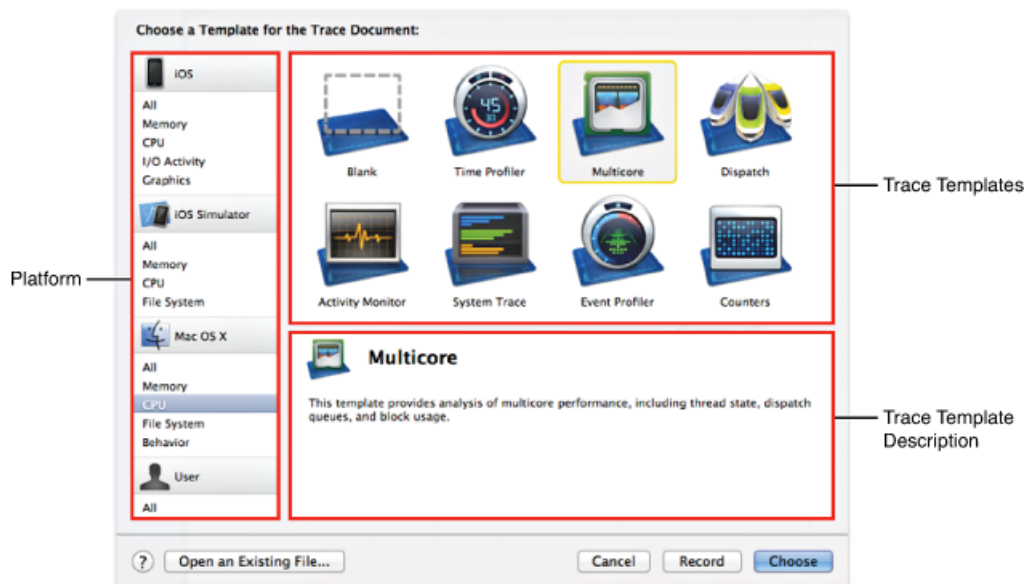 Choose a Template for the Trace Document:
iOS
All
Memory
CPU
I/O Activity
Graphics
iOS Simulator
All
Memory
CPU
File System
Mac OS X
All
Memory
CPU
File System
Behavior
User
All
Platform
45
Blank
Time Profiler
Multicore
Dispatch
Activity Monitor
System Trace
Event Profiler
Counters
Trace Templates
Multicore
This template provides analysis of multicore performance, including thread state, dispatch
queues, and block usage.
Trace Template
Description
?
Open an Existing File...
Cancel
Record
Choose